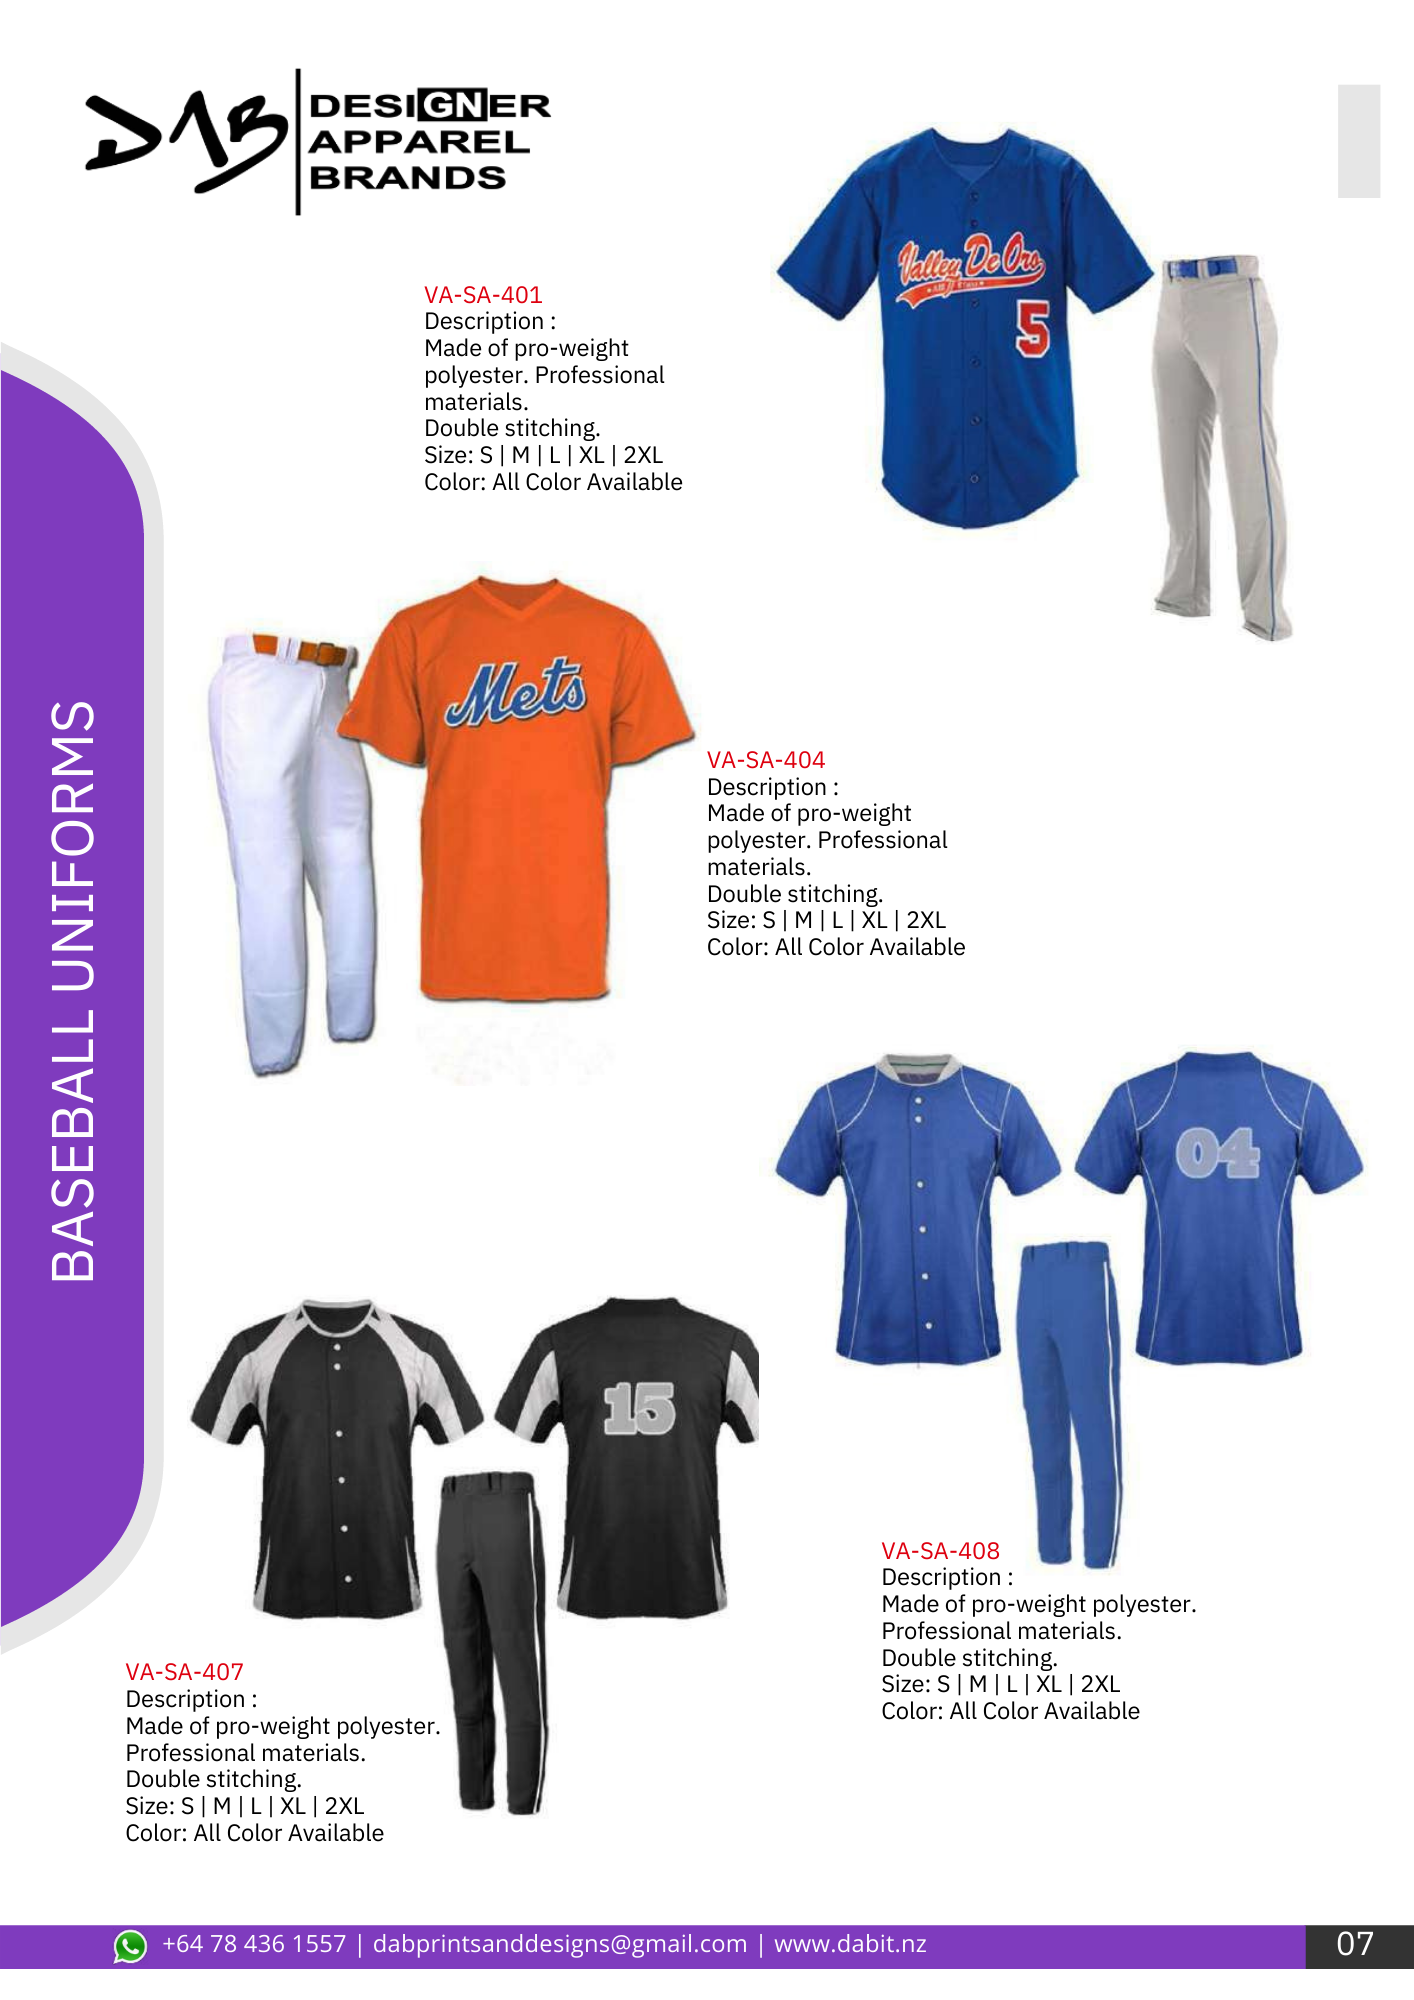 DAB
DESIGNER
APPAREL
BRANDS
VA-SA-401
Description :
Made of pro-weight
polyester. Professional
materials.
Double stitching.
Size: S | M | L | XL | 2XL
Color: All Color Available
Valley De Oro
5
Mets
VA-SA-404
Description :
Made of pro-weight
polyester. Professional
materials.
Double stitching.
Size: S | M | L | XL | 2XL
Color: All Color Available
BASEBALL UNIFORMS
04
15
VA-SA-408
Description :
Made of pro-weight polyester.
Professional materials.
Double stitching.
Size: S | M | L | XL | 2XL
Color: All Color Available
VA-SA-407
Description :
Made of pro-weight polyester.
Professional materials.
Double stitching.
Size: S | M | L | XL | 2XL
Color: All Color Available
+64 78 436 1557 | dabprintsanddesigns@gmail.com | www.dabit.nz
07